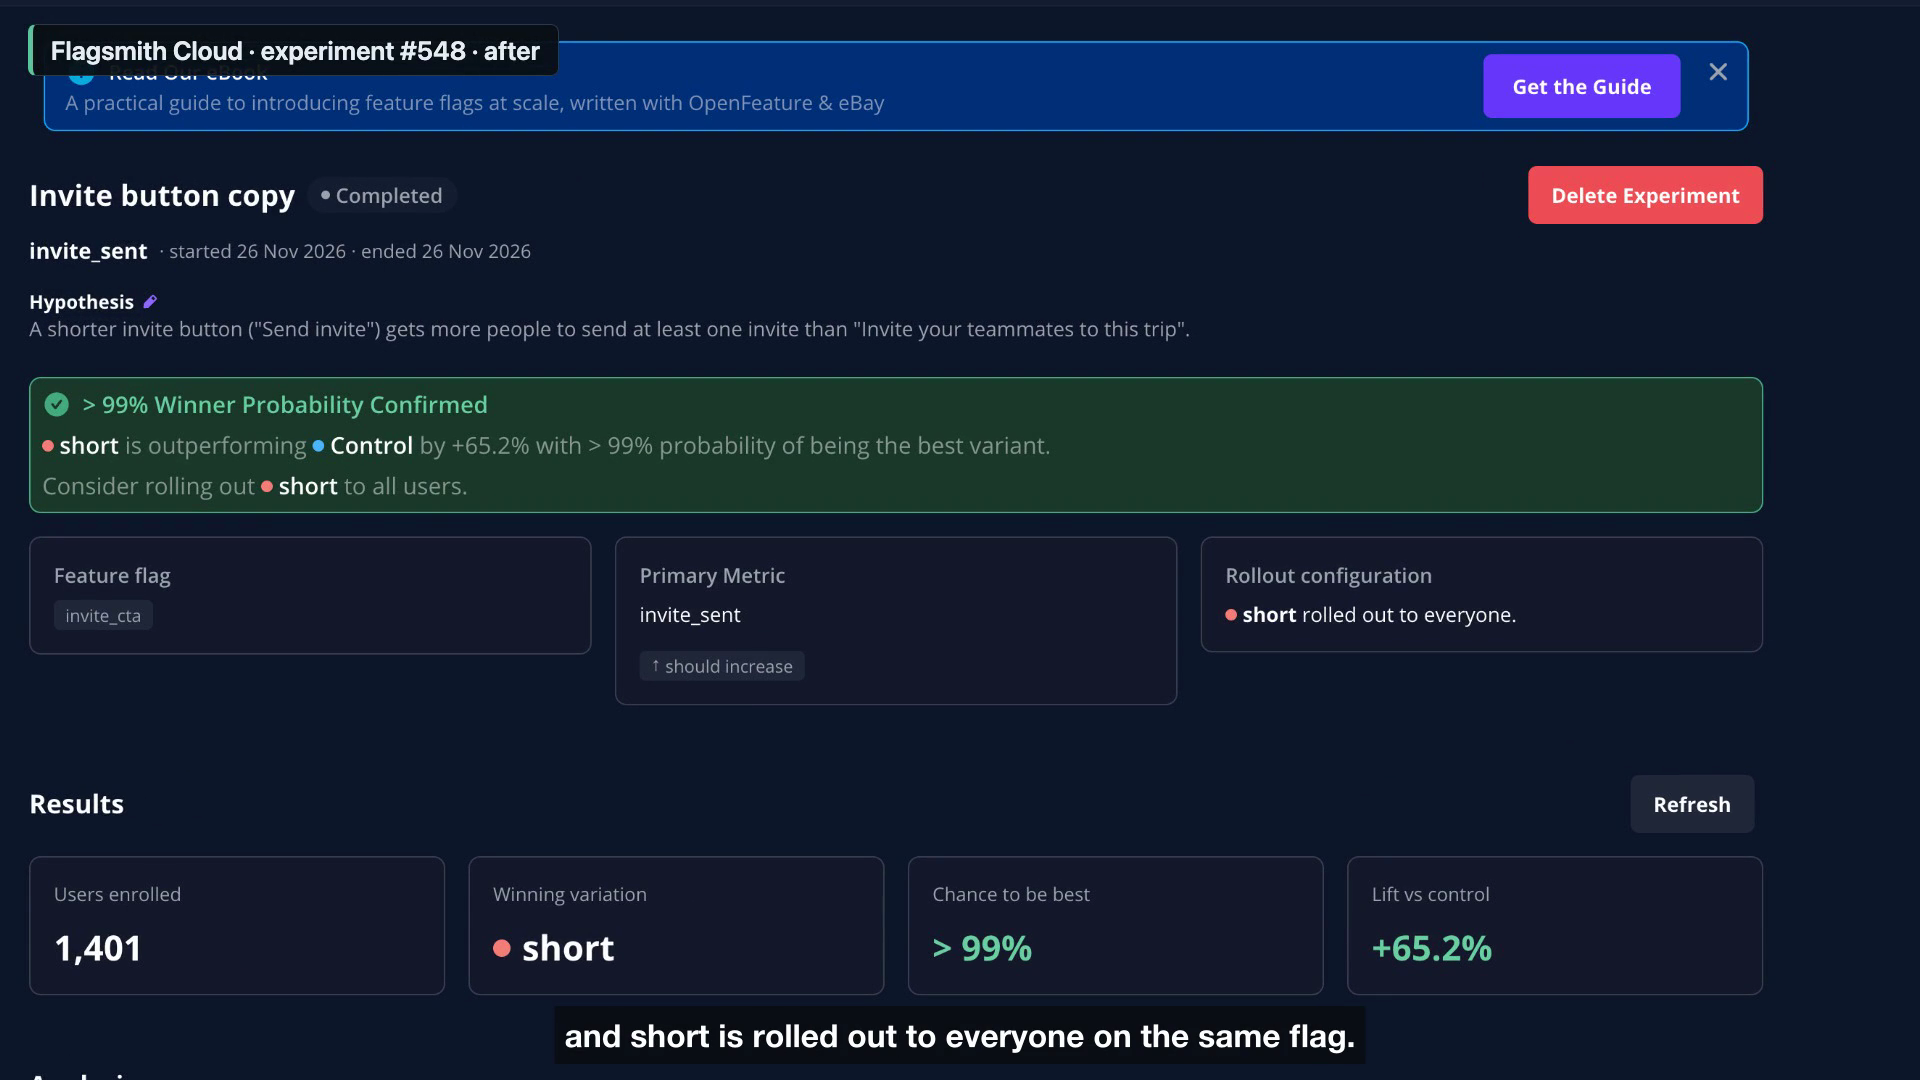 Flagsmith Cloud · experiment #548 · after
Read Our eBook
A practical guide to introducing feature flags at scale, written with OpenFeature & eBay
Get the Guide
Invite button copy
Completed
Delete Experiment
invite_sent · started 26 Nov 2026 · ended 26 Nov 2026
Hypothesis
A shorter invite button ("Send invite") gets more people to send at least one invite than "Invite your teammates to this trip".
> 99% Winner Probability Confirmed
short is outperforming Control by +65.2% with > 99% probability of being the best variant.
Consider rolling out short to all users.
Feature flag
invite_cta
Primary Metric
invite_sent
↑ should increase
Rollout configuration
short rolled out to everyone.
Results
Refresh
Users enrolled
1,401
Winning variation
short
Chance to be best
> 99%
Lift vs control
+65.2%
and short is rolled out to everyone on the same flag.